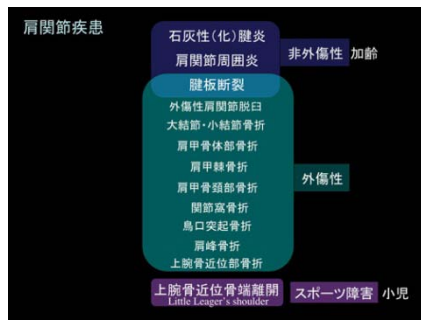 肩関節疾患
石灰性(化)腱炎
肩関節周囲炎
非外傷性 加齢
腱板断裂
外傷性肩関節脱臼
大結節・小結節骨折
肩甲骨体部骨折
肩甲棘骨折
外傷性
肩甲骨頚部骨折
関節窩骨折
烏口突起骨折
肩峰骨折
上腕骨近位部骨折
上腕骨近位骨端離開
Little Leager's shoulder
スポーツ障害 小児